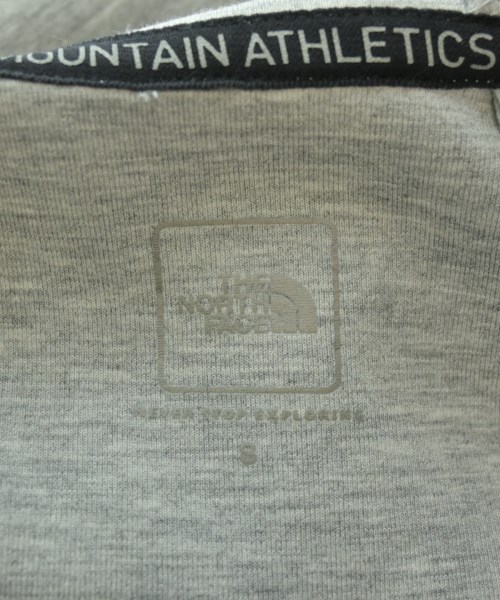 MOUNTAIN ATHLETICS
THE
NORTH
FACE
NEVER STOP EXPLORING
S